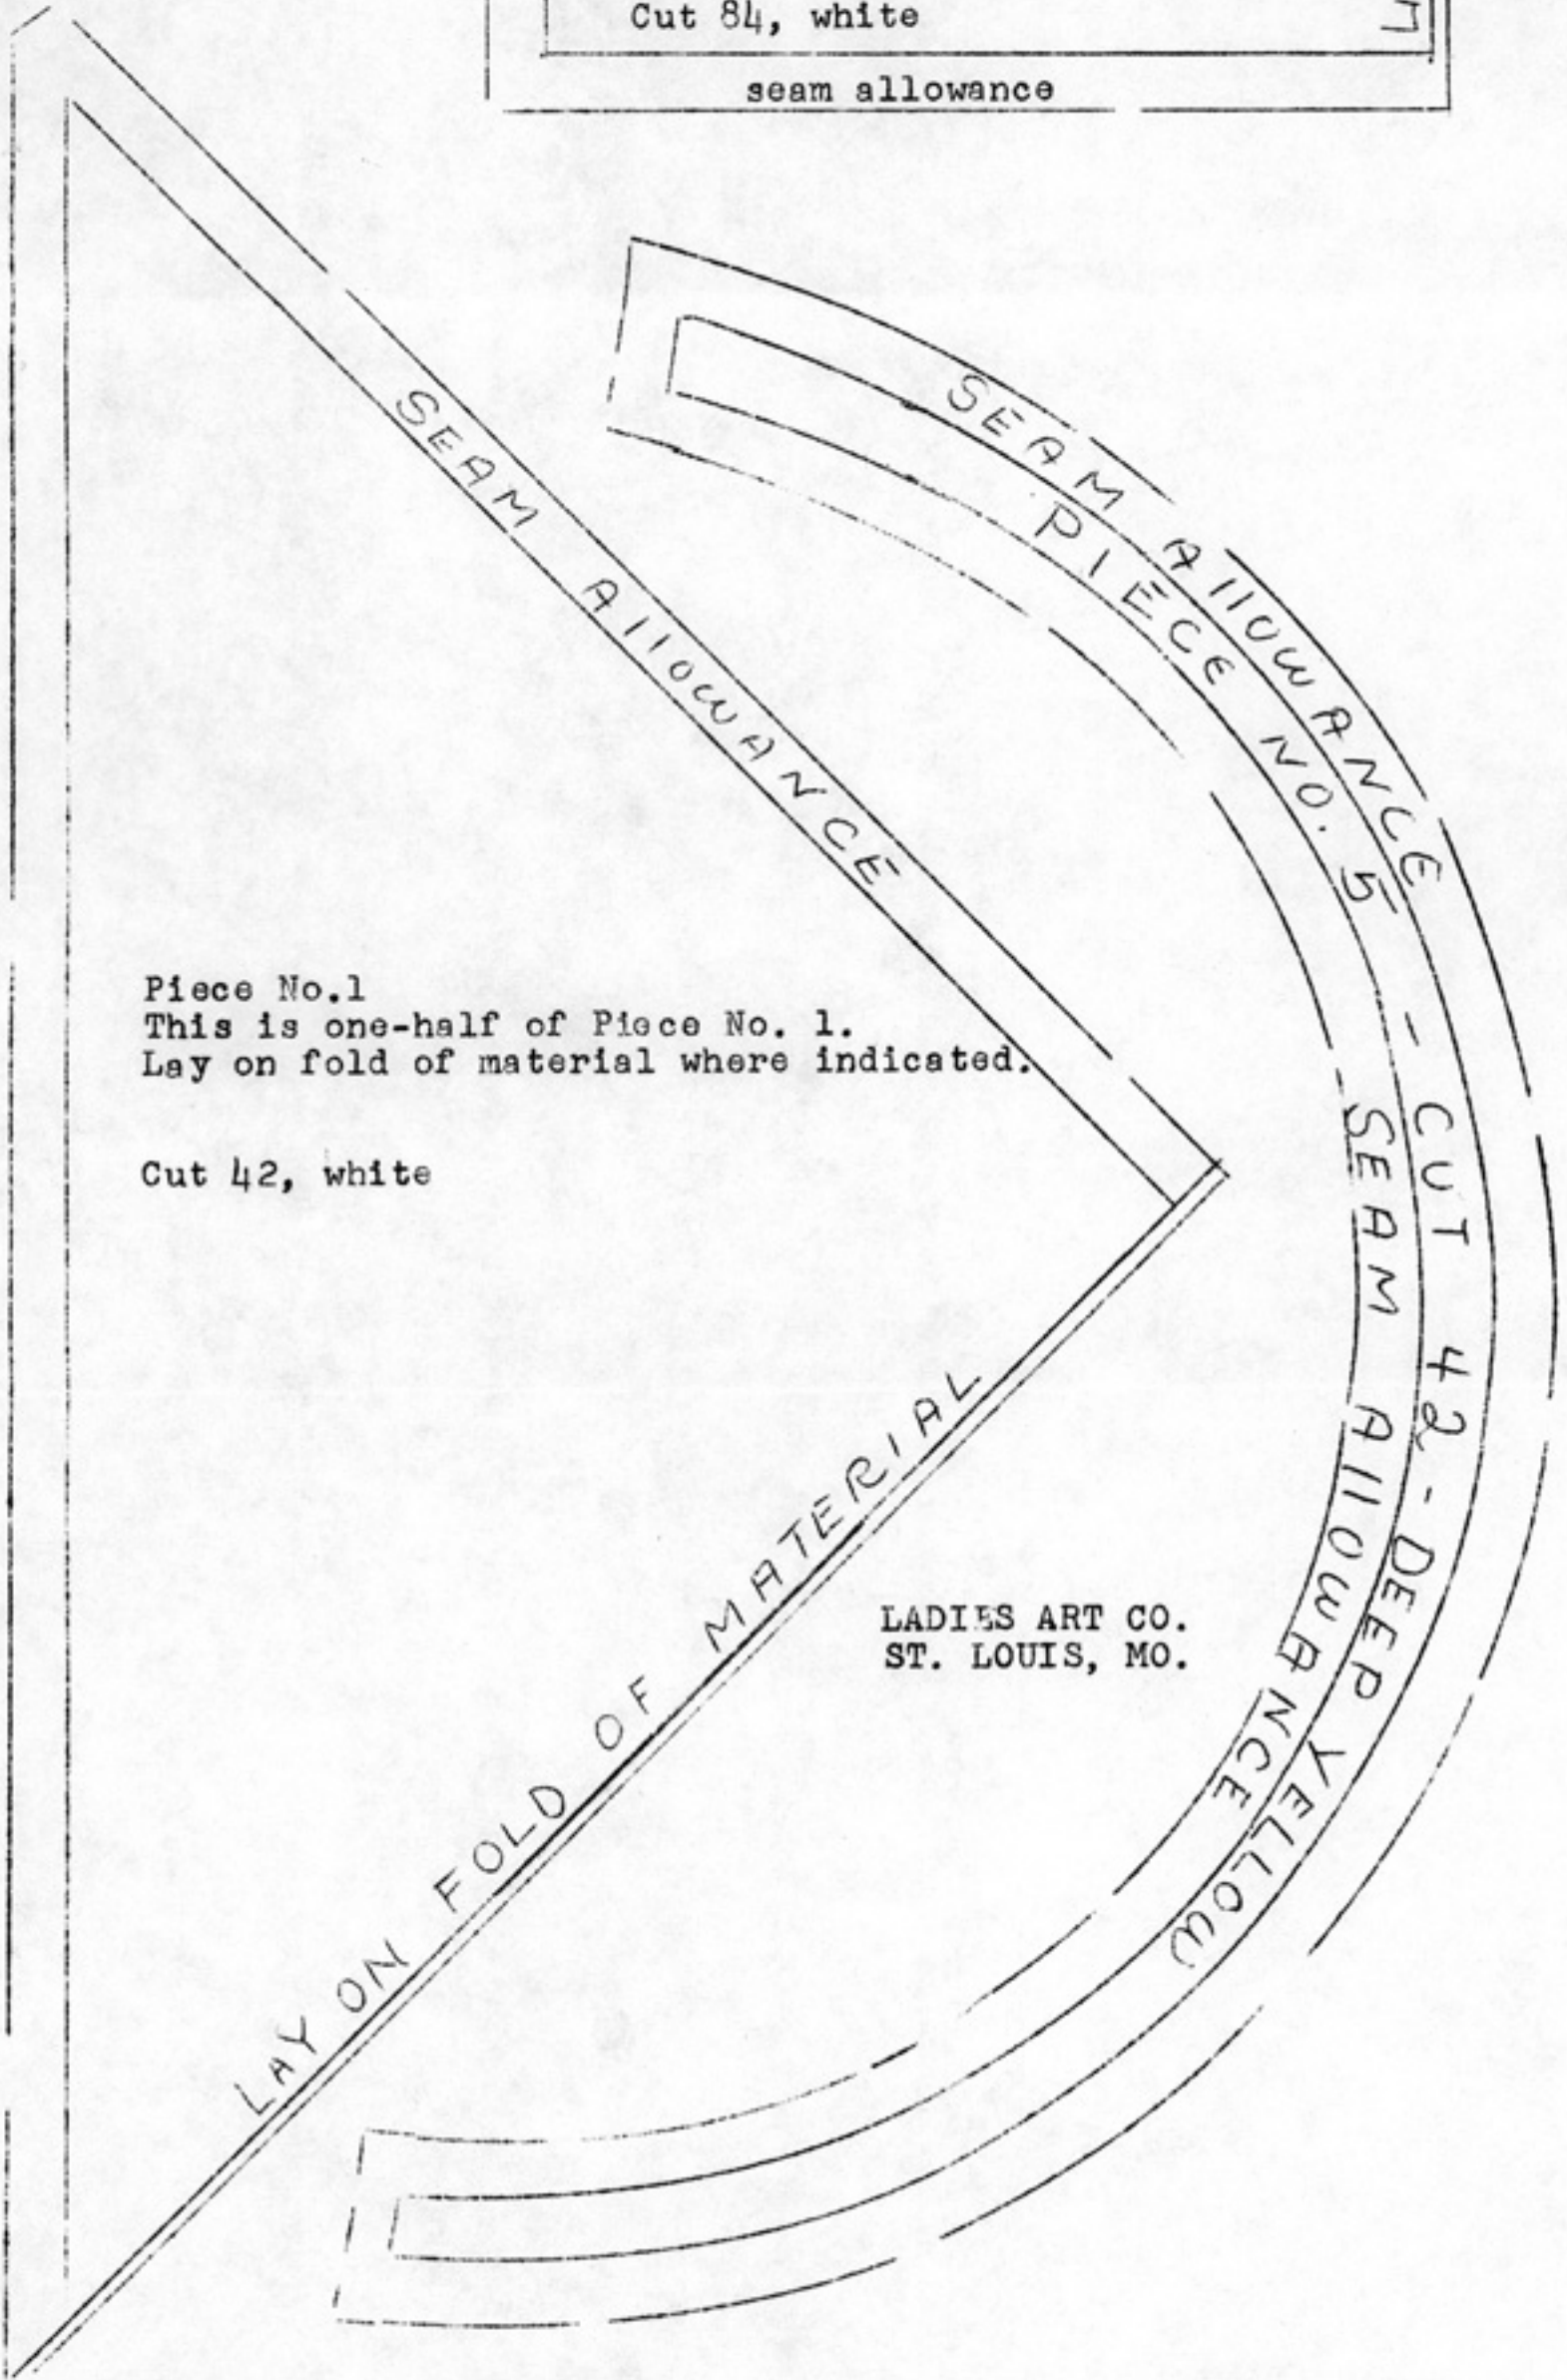 Cut 84, white
seam allowance
SEAM AllOWANCE
SEAM AllOWANCE
PIECE NO. 5 - CUT 42 - DEEP YELLOW
SEAM AllOWANCE
Piece No.1
This is one-half of Piece No. 1.
Lay on fold of material where indicated.
Cut 42, white
LAY ON FOLD OF MATERIAL
LADIES ART CO.
ST. LOUIS, MO.